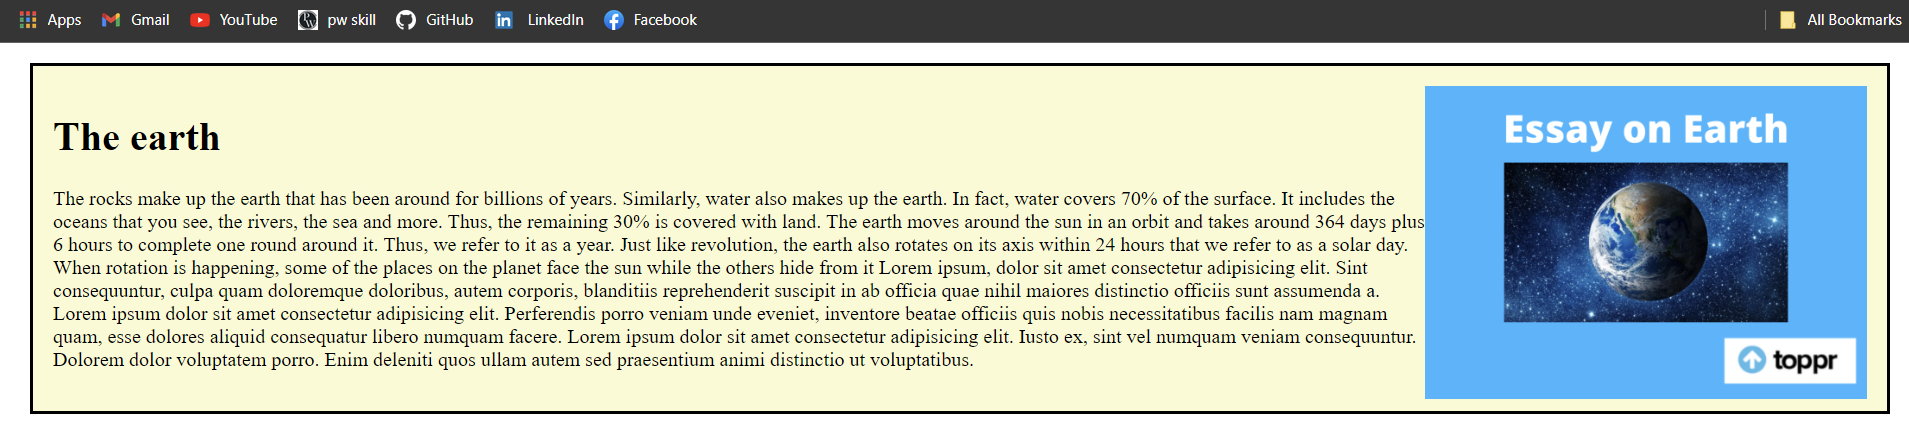 Apps Gmail YouTube pw skill GitHub LinkedIn Facebook All Bookmarks
The earth
The rocks make up the earth that has been around for billions of years. Similarly, water also makes up the earth. In fact, water covers 70% of the surface. It includes the
oceans that you see, the rivers, the sea and more. Thus, the remaining 30% is covered with land. The earth moves around the sun in an orbit and takes around 364 days plus
6 hours to complete one round around it. Thus, we refer to it as a year. Just like revolution, the earth also rotates on its axis within 24 hours that we refer to as a solar day.
When rotation is happening, some of the places on the planet face the sun while the others hide from it Lorem ipsum, dolor sit amet consectetur adipisicing elit. Sint
consequuntur, culpa quam doloremque doloribus, autem corporis, blanditiis reprehenderit suscipit in ab officia quae nihil maiores distinctio officiis sunt assumenda a.
Lorem ipsum dolor sit amet consectetur adipisicing elit. Perferendis porro veniam unde eveniet, inventore beatae officiis quis nobis necessitatibus facilis nam magnam
quam, esse dolores aliquid consequatur libero numquam facere. Lorem ipsum dolor sit amet consectetur adipisicing elit. Iusto ex, sint vel numquam veniam consequuntur.
Dolorem dolor voluptatem porro. Enim deleniti quos ullam autem sed praesentium animi distinctio ut voluptatibus.
Essay on Earth
toppr